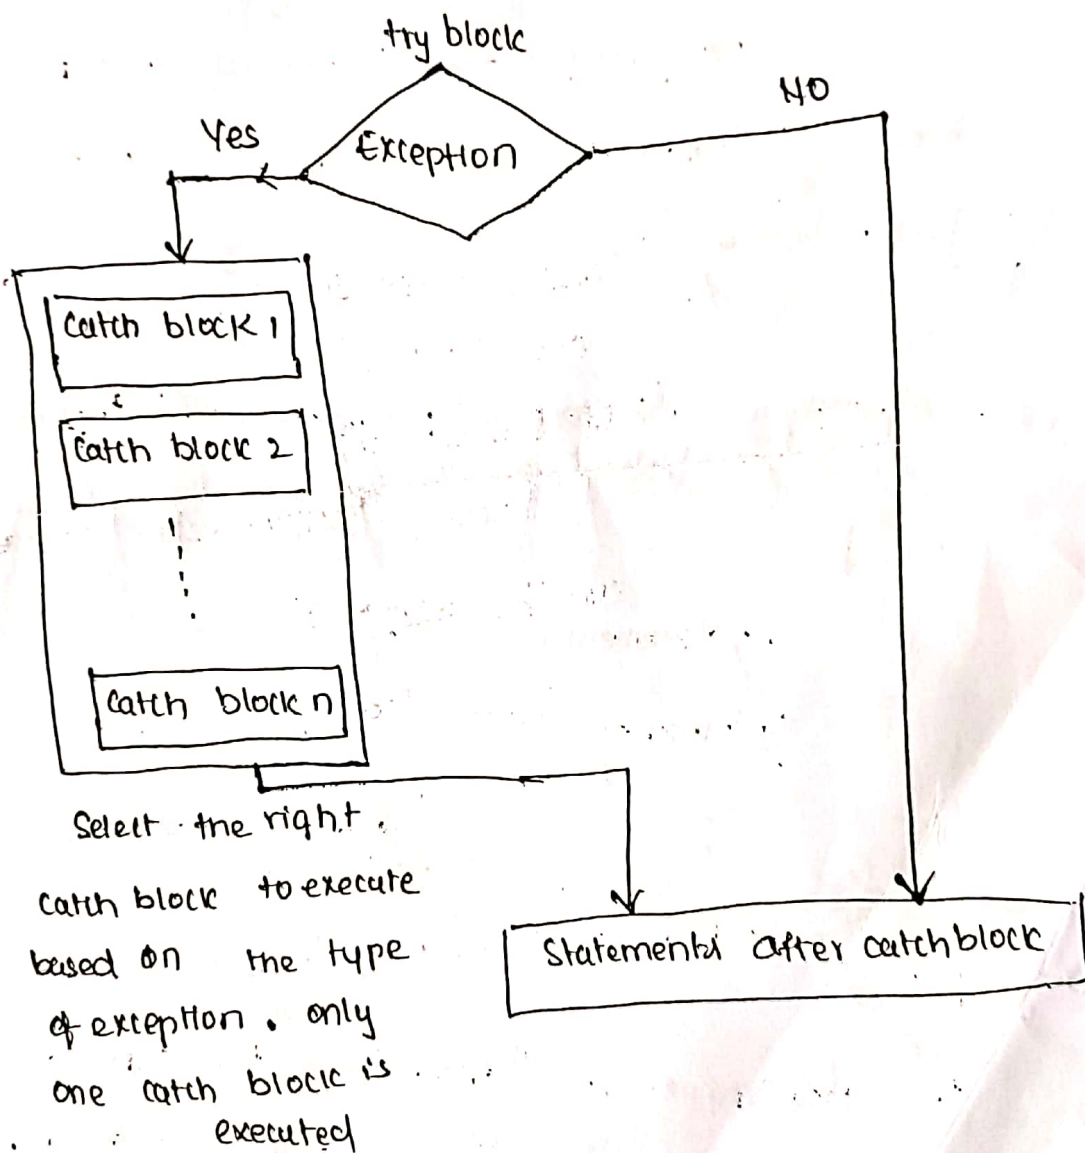 try block
NO
Yes
Exception
Catch block 1
Catch block 2
Catch block n
Select the right.
catch block to execute
based on the type
of exception. only
one catch block is
executed
Statements after catch block